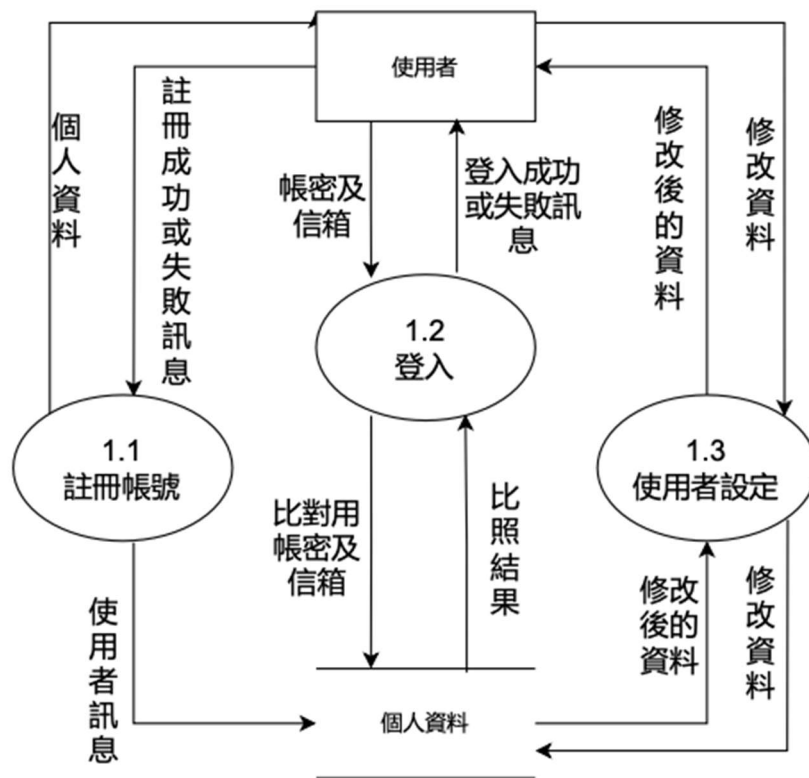 使用者
個人資料
註冊成功或失敗訊息
帳密及
信箱
登入成功
或失敗訊
息
修改後的資料
修改資料
1.2
登入
1.1
註冊帳號
1.3
使用者設定
使用者訊息
比對用
帳密及
信箱
比照結果
修改
後的
資料
修改資料
個人資料